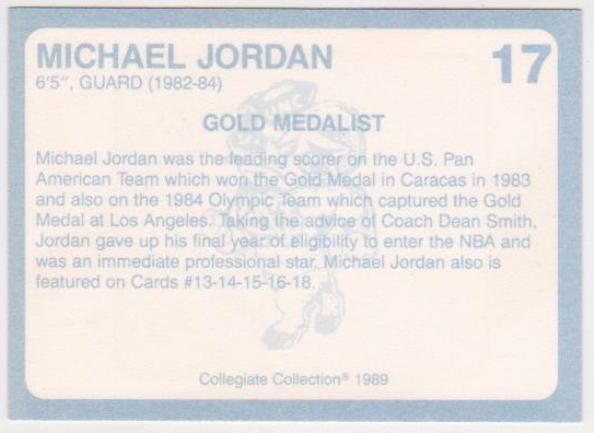 MICHAEL JORDAN 17
6'5", GUARD (1982-84)
GOLD MEDALIST
Michael Jordan was the leading scorer on the U.S. Pan
American Team which won the Gold Medal in Caracas in 1983
and also on the 1984 Olympic Team which captured the Gold
Medal at Los Angeles. Taking the advice of Coach Dean Smith,
Jordan gave up his final year of eligibility to enter the NBA and
was an immediate professional star. Michael Jordan also is
featured on Cards #13-14-15-16-18.
Collegiate Collection® 1989